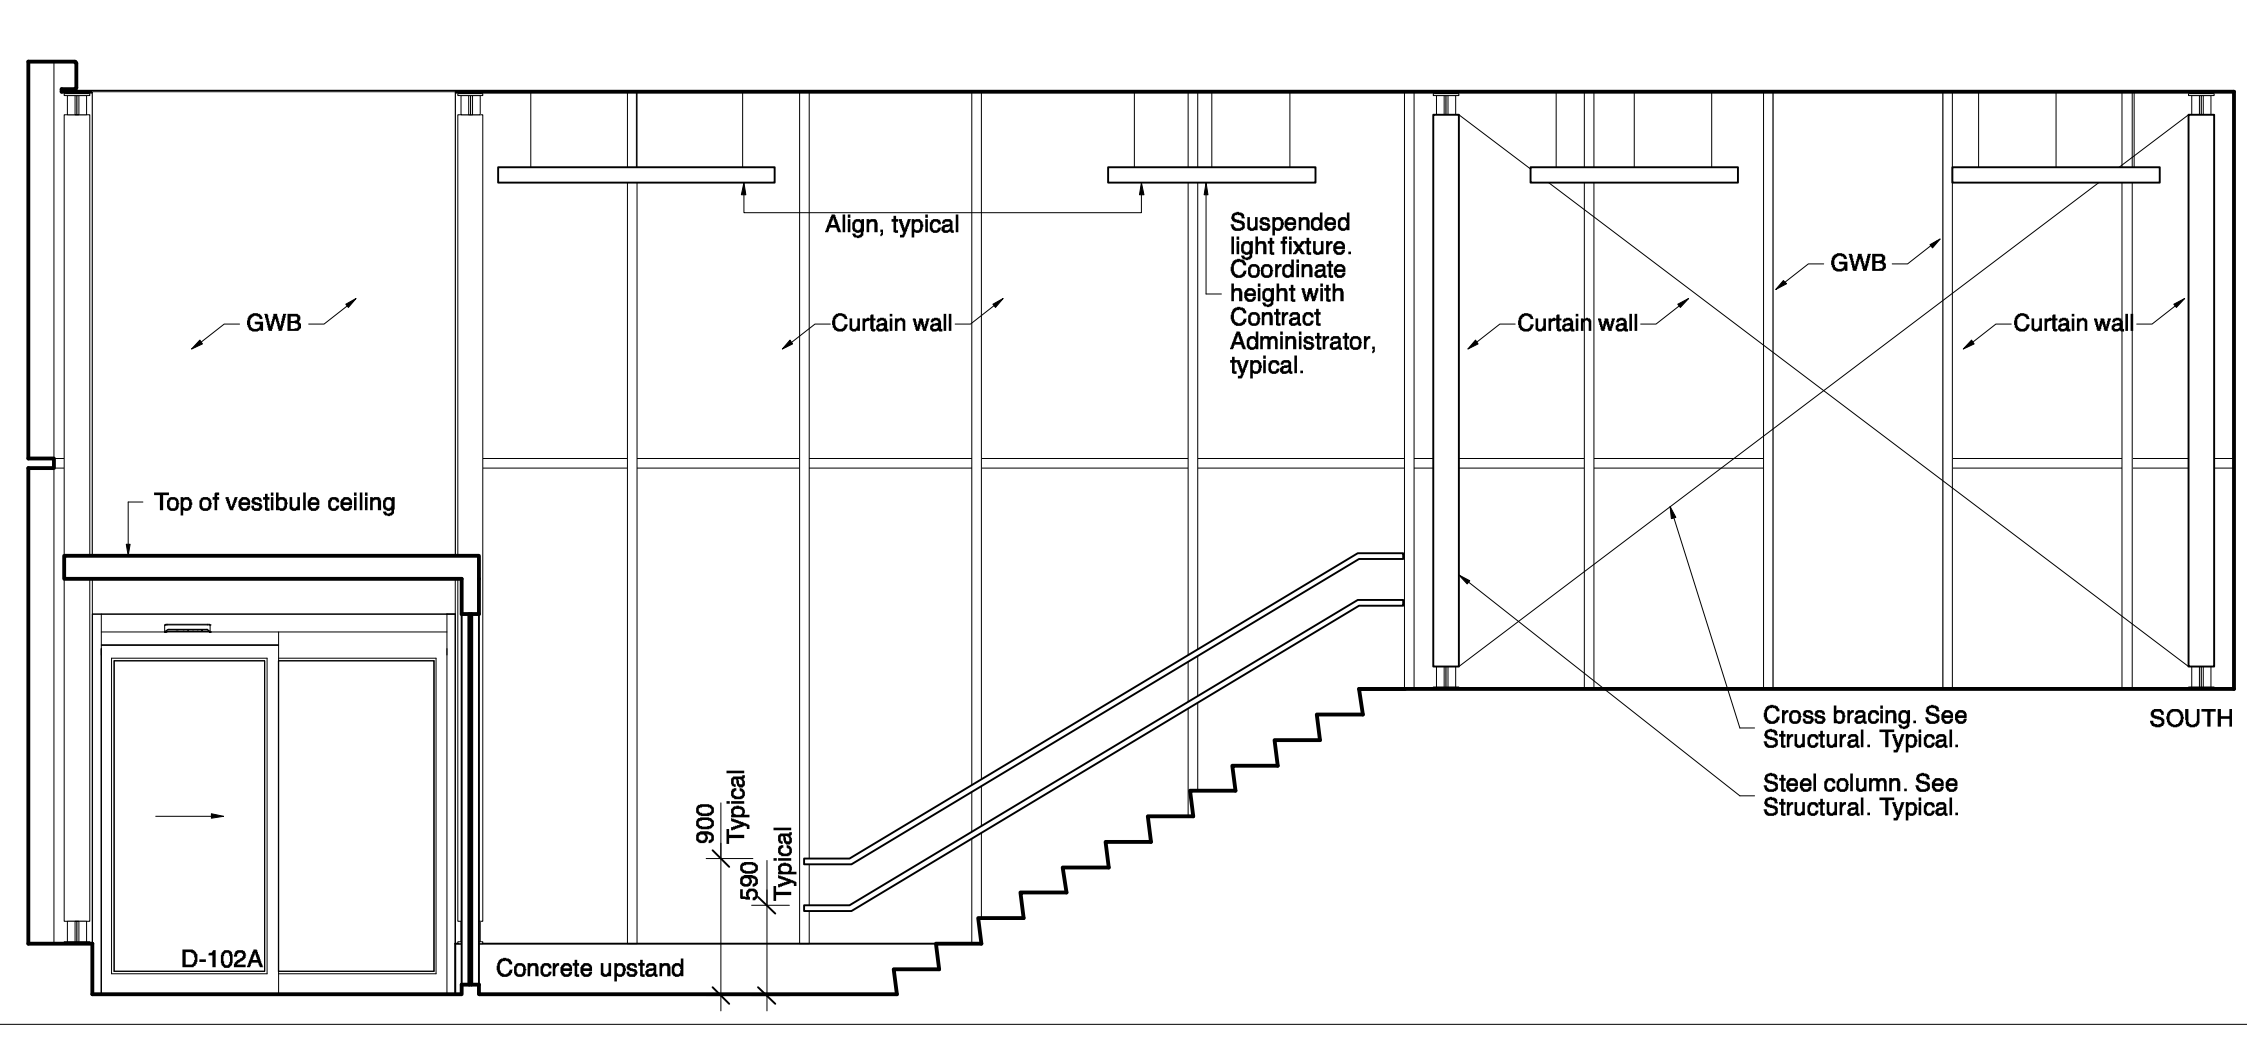 Align, typical
Suspended
light fixture.
Coordinate
height with
Contract
Administrator,
typical.
GWB
GWB
Curtain wall
Curtain wall
Curtain wall
Top of vestibule ceiling
Cross bracing. See
Structural. Typical.
SOUTH
Steel column. See
Structural. Typical.
900
Typical
590
Typical
D-102A
Concrete upstand